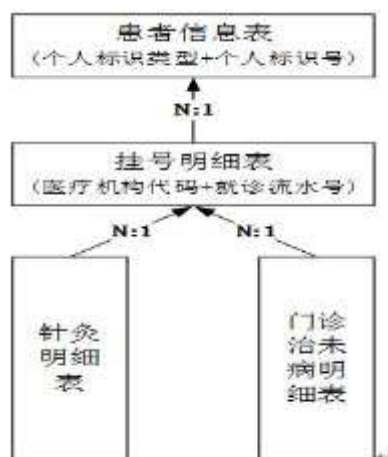 患者信息表
(个人标识类型+个人标识号)
N:1
挂号明细表
(医疗机构代码+就诊流水号)
N:1
N:1
针灸
明细
表
门诊
治未
病明
细表